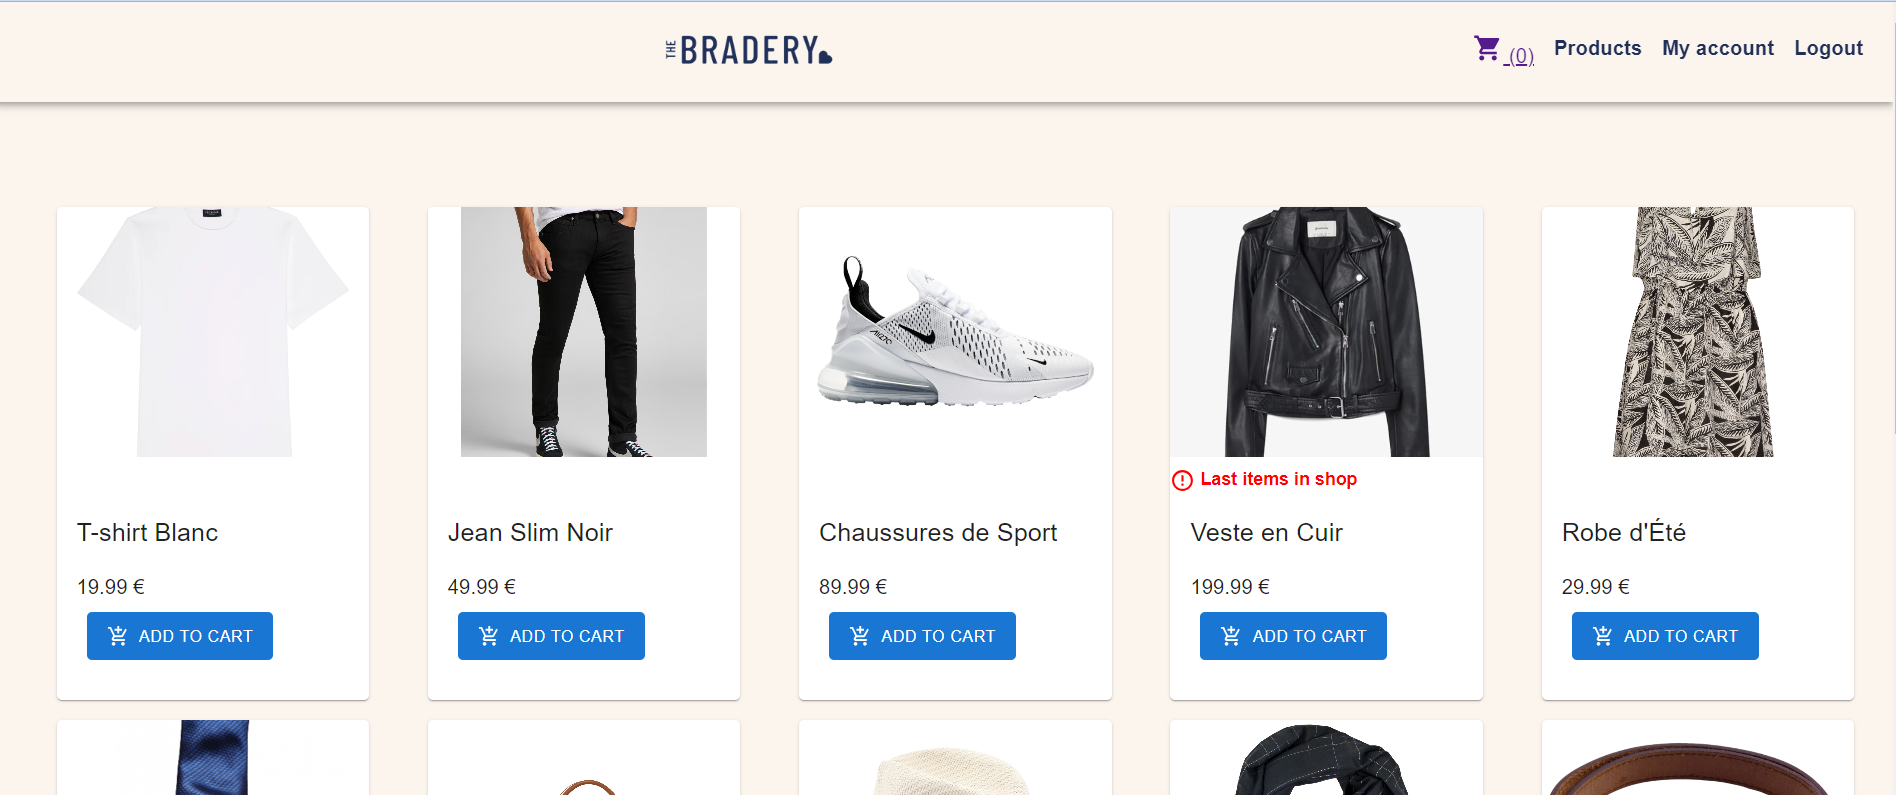 THE BRADERY
(0)
Products
My account
Logout
Last items in shop
T-shirt Blanc
Jean Slim Noir
Chaussures de Sport
Veste en Cuir
Robe d'Été
19.99 €
49.99 €
89.99 €
199.99 €
29.99 €
ADD TO CART
ADD TO CART
ADD TO CART
ADD TO CART
ADD TO CART